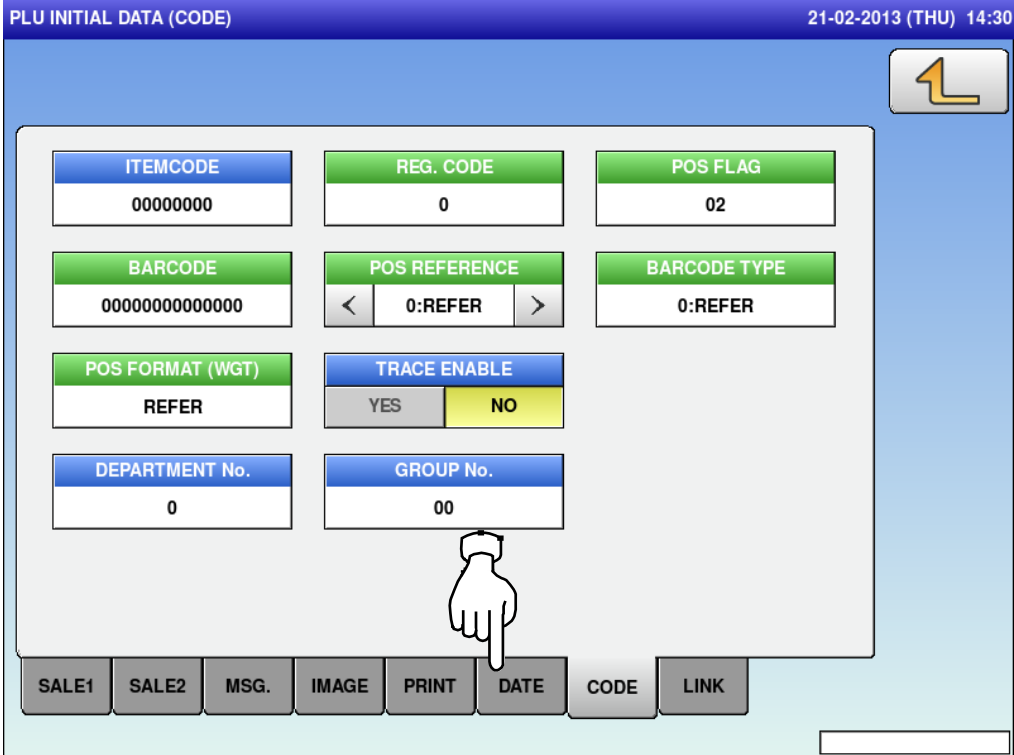 PLU INITIAL DATA (CODE) 21-02-2013 (THU) 14:30
ITEMCODE REG. CODE POS FLAG
00000000 0 02
BARCODE POS REFERENCE BARCODE TYPE
00000000000000 < 0:REFER > 0:REFER
POS FORMAT (WGT) TRACE ENABLE
REFER YES NO
DEPARTMENT No. GROUP No.
0 00
SALE1 SALE2 MSG. IMAGE PRINT DATE CODE LINK